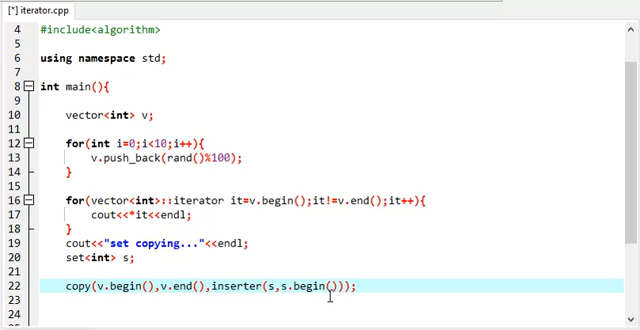 [*] iterator.cpp
4 #include<algorithm>
5
6 using namespace std;
7
8 int main(){
9
10 vector<int> v;
11
12 for(int i=0;i<10;i++){
13 v.push_back(rand()%100);
14 }
15
16 for(vector<int>::iterator it=v.begin();it!=v.end();it++){
17 cout<<*it<<endl;
18 }
19 cout<<"set copying..."<<endl;
20 set<int> s;
21
22 copy(v.begin(),v.end(),inserter(s,s.begin()));
23
24